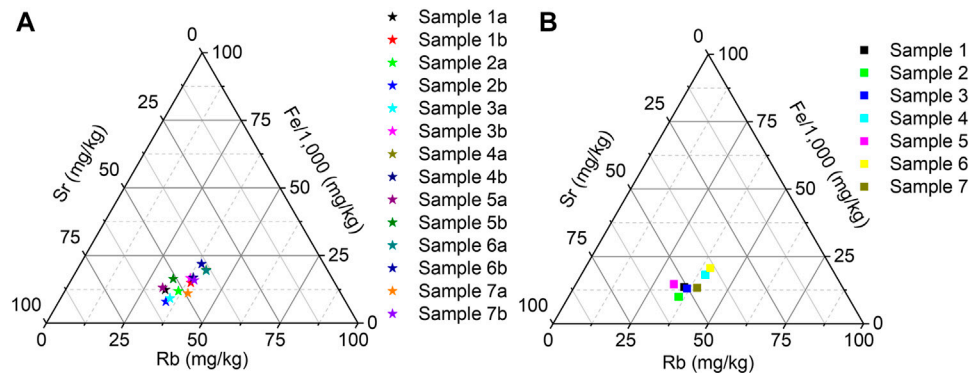 A
0
100
25
75
50
50
75
25
100
0
0
25
50
75
100
Sr (mg/kg)
Fe/1,000 (mg/kg)
Rb (mg/kg)
Sample 1a
Sample 1b
Sample 2a
Sample 2b
Sample 3a
Sample 3b
Sample 4a
Sample 4b
Sample 5a
Sample 5b
Sample 6a
Sample 6b
Sample 7a
Sample 7b
B
0
100
25
75
50
50
75
25
100
0
0
25
50
75
100
Sr (mg/kg)
Fe/1,000 (mg/kg)
Rb (mg/kg)
Sample 1
Sample 2
Sample 3
Sample 4
Sample 5
Sample 6
Sample 7